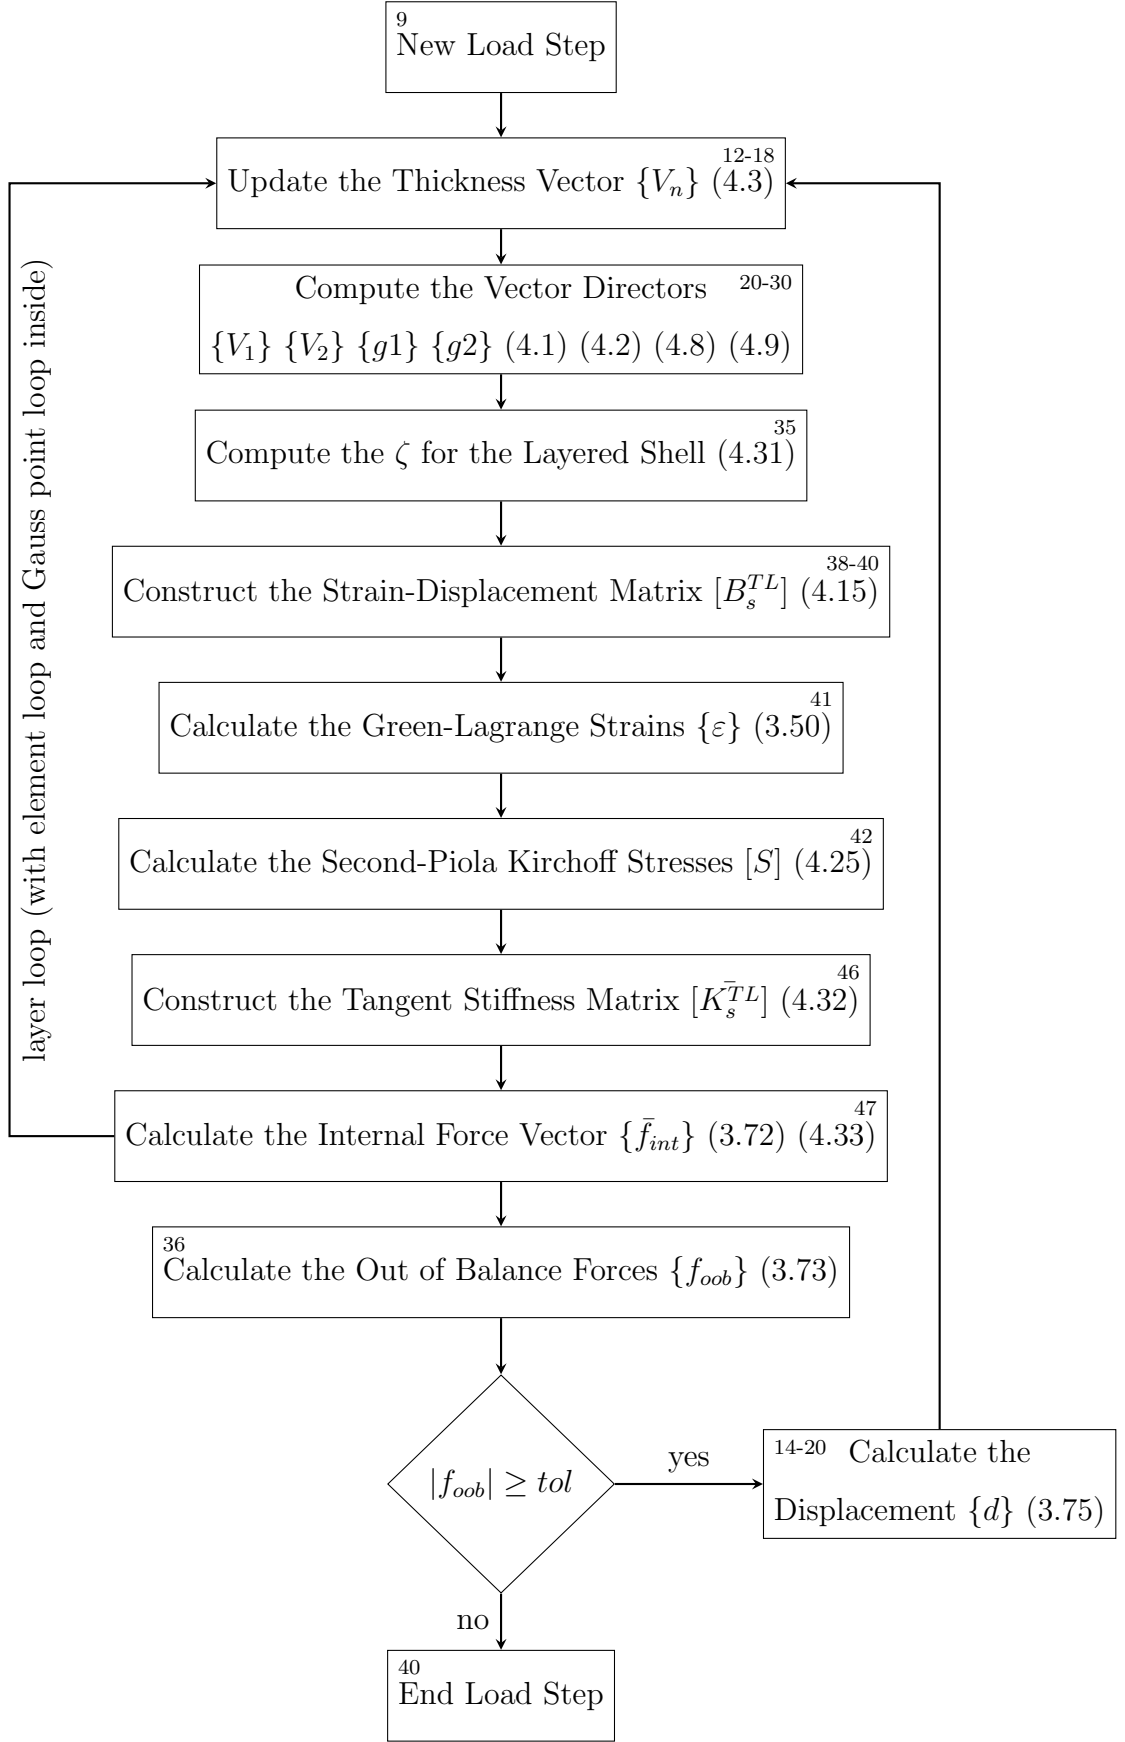 9
New Load Step
12-18
Update the Thickness Vector {Vₙ} (4.3)
Compute the Vector Directors 20-30
{V₁} {V₂} {g1} {g2} (4.1) (4.2) (4.8) (4.9)
35
Compute the ζ for the Layered Shell (4.31)
38-40
Construct the Strain-Displacement Matrix [B_s^{TL}] (4.15)
41
Calculate the Green-Lagrange Strains {ε} (3.50)
42
Calculate the Second-Piola Kirchoff Stresses [S] (4.25)
46
Construct the Tangent Stiffness Matrix [K̄_s^{TL}] (4.32)
47
Calculate the Internal Force Vector {f̄_{int}} (3.72) (4.33)
layer loop (with element loop and Gauss point loop inside)
36
Calculate the Out of Balance Forces {f_{oob}} (3.73)
|f_{oob}| ≥ tol
yes
14-20 Calculate the
Displacement {d} (3.75)
no
40
End Load Step